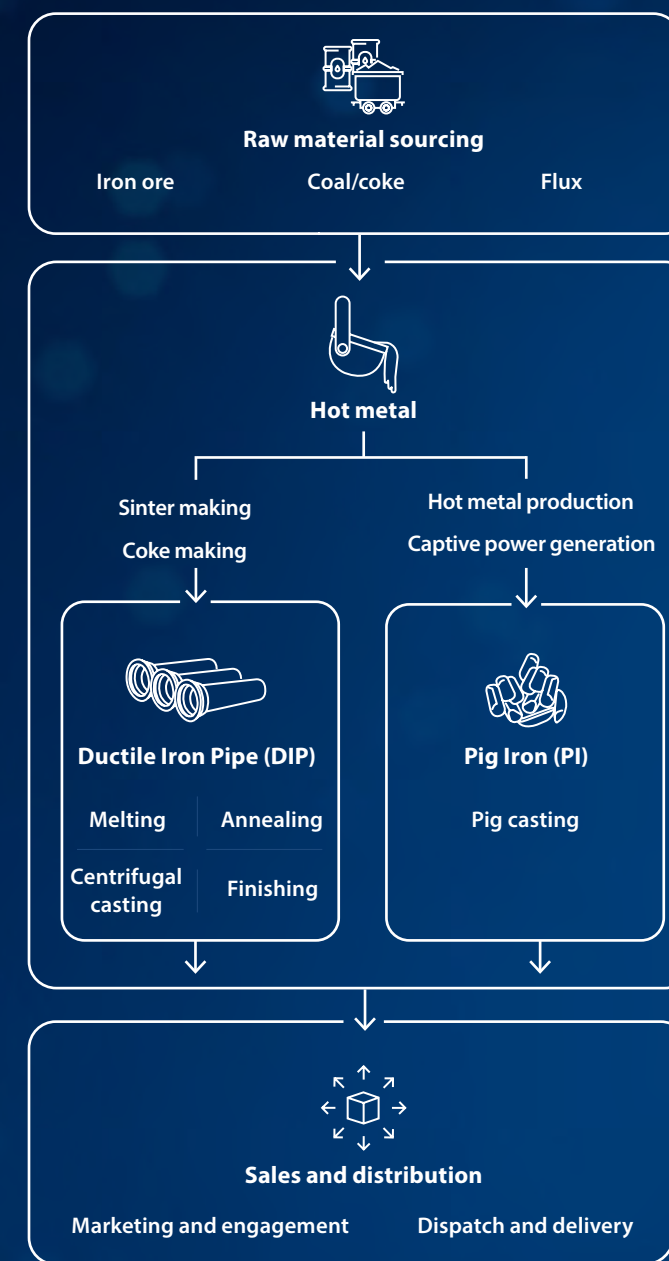 Raw material sourcing
Iron ore
Coal/coke
Flux
Hot metal
Sinter making
Coke making
Hot metal production
Captive power generation
Ductile Iron Pipe (DIP)
Melting
Annealing
Centrifugal
casting
Finishing
Pig Iron (PI)
Pig casting
Sales and distribution
Marketing and engagement
Dispatch and delivery